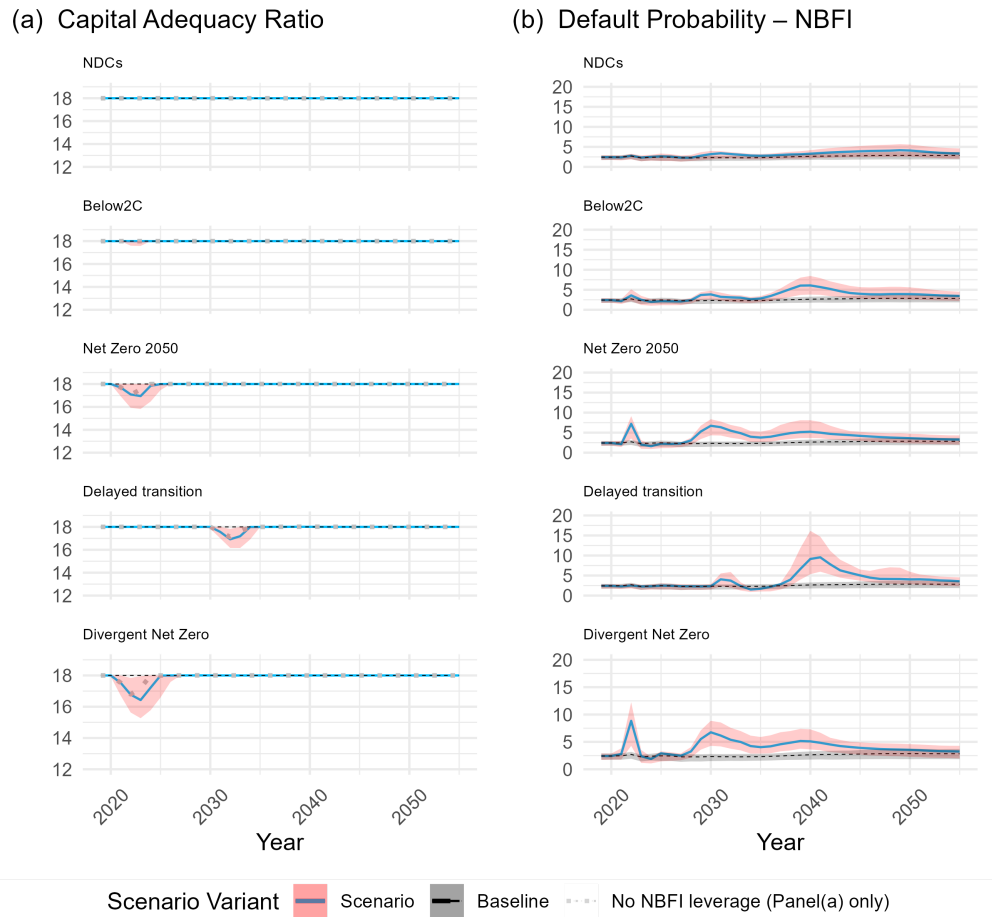 (a) Capital Adequacy Ratio
NDCs
18
16
14
12
Below2C
18
16
14
12
Net Zero 2050
18
16
14
12
Delayed transition
18
16
14
12
Divergent Net Zero
18
16
14
12
2020 2030 2040 2050
Year
(b) Default Probability – NBFI
NDCs
20
15
10
5
0
Below2C
20
15
10
5
0
Net Zero 2050
20
15
10
5
0
Delayed transition
20
15
10
5
0
Divergent Net Zero
20
15
10
5
0
2020 2030 2040 2050
Year
Scenario Variant Scenario Baseline No NBFI leverage (Panel(a) only)